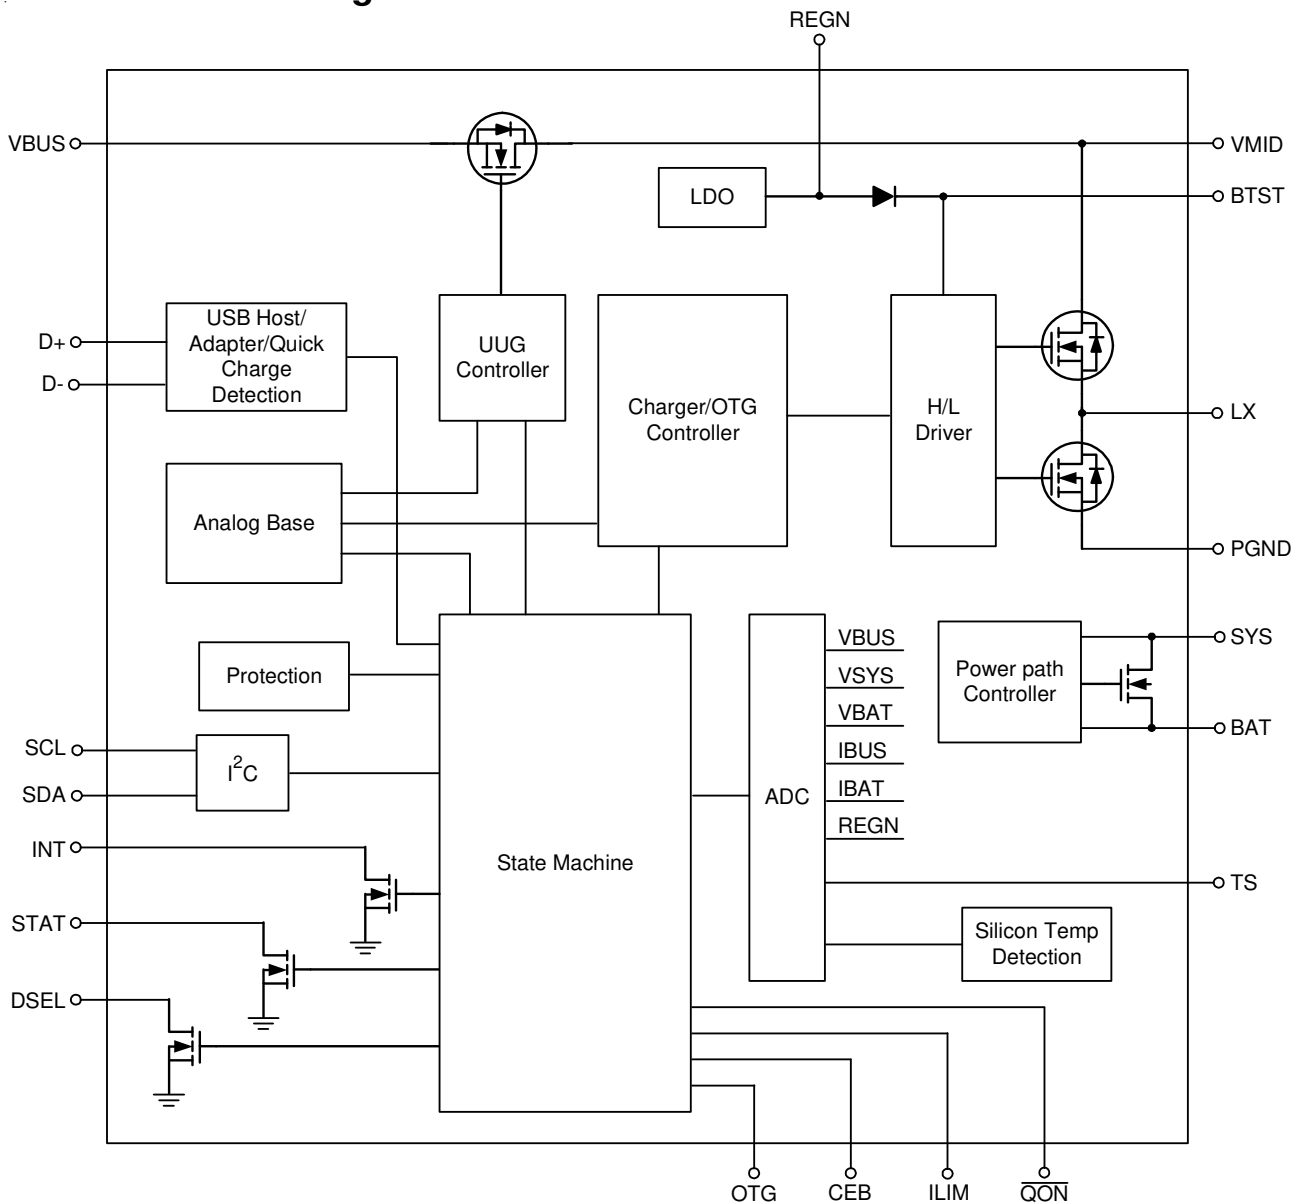 REGN
VBUS
VMID
LDO
BTST
USB Host/
Adapter/Quick
Charge
Detection
D+
D-
UUG
Controller
Charger/OTG
Controller
H/L
Driver
LX
Analog Base
PGND
VBUS
VSYS
VBAT
IBUS
IBAT
REGN
ADC
Power path
Controller
SYS
BAT
Protection
SCL
SDA
I2C
INT
STAT
DSEL
State Machine
TS
Silicon Temp
Detection
OTG
CEB
ILIM
QON